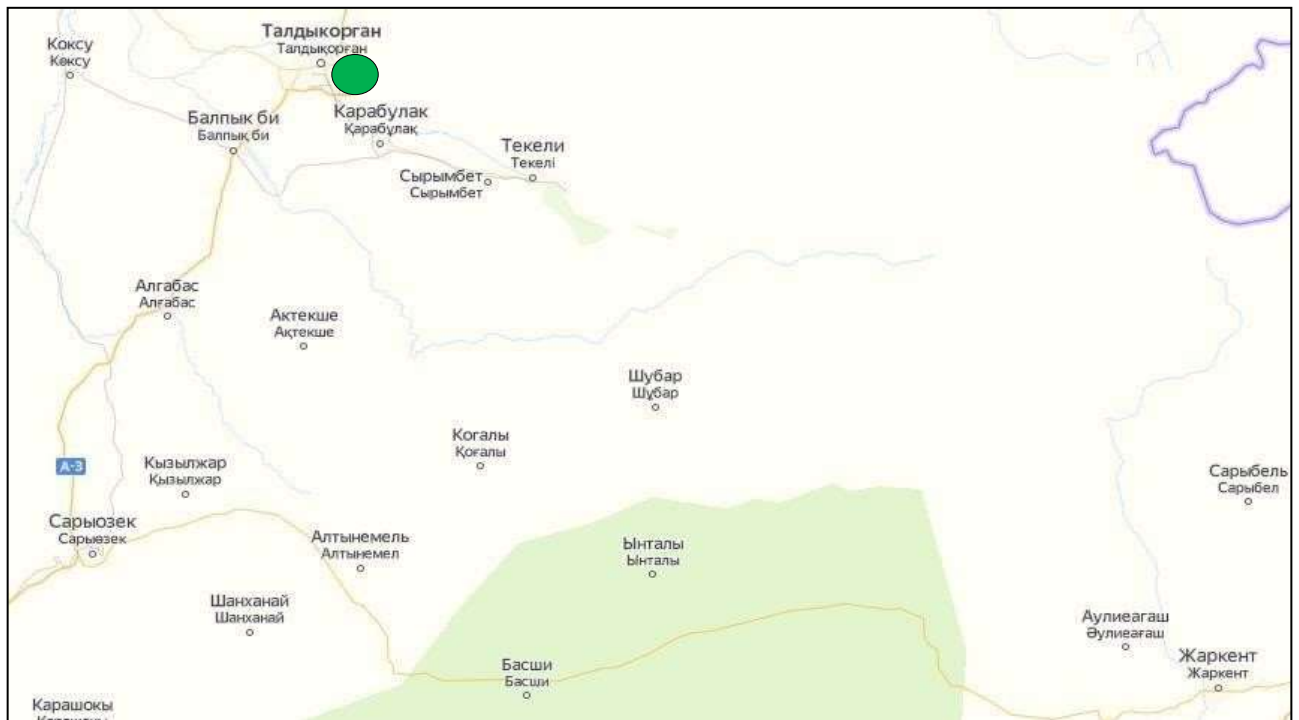 Талдыкорган
Талдықорған
Коксу
Көксу
Балпык би
Балпық би
Карабулак
Қарабұлақ
Текели
Текелі
Сырымбет
Сырымбет
Алгабас
Алғабас
Актекше
Ақтекше
Шубар
Шұбар
Когалы
Қоғалы
А-3
Кызылжар
Қызылжар
Сарыбель
Сарыбел
Сарыозек
Сарыөзек
Алтынемель
Алтынемел
Ынталы
Ынталы
Шанханай
Шанханай
Аулиеагаш
Әулиеағаш
Басши
Басши
Жаркент
Жаркент
Карашокы